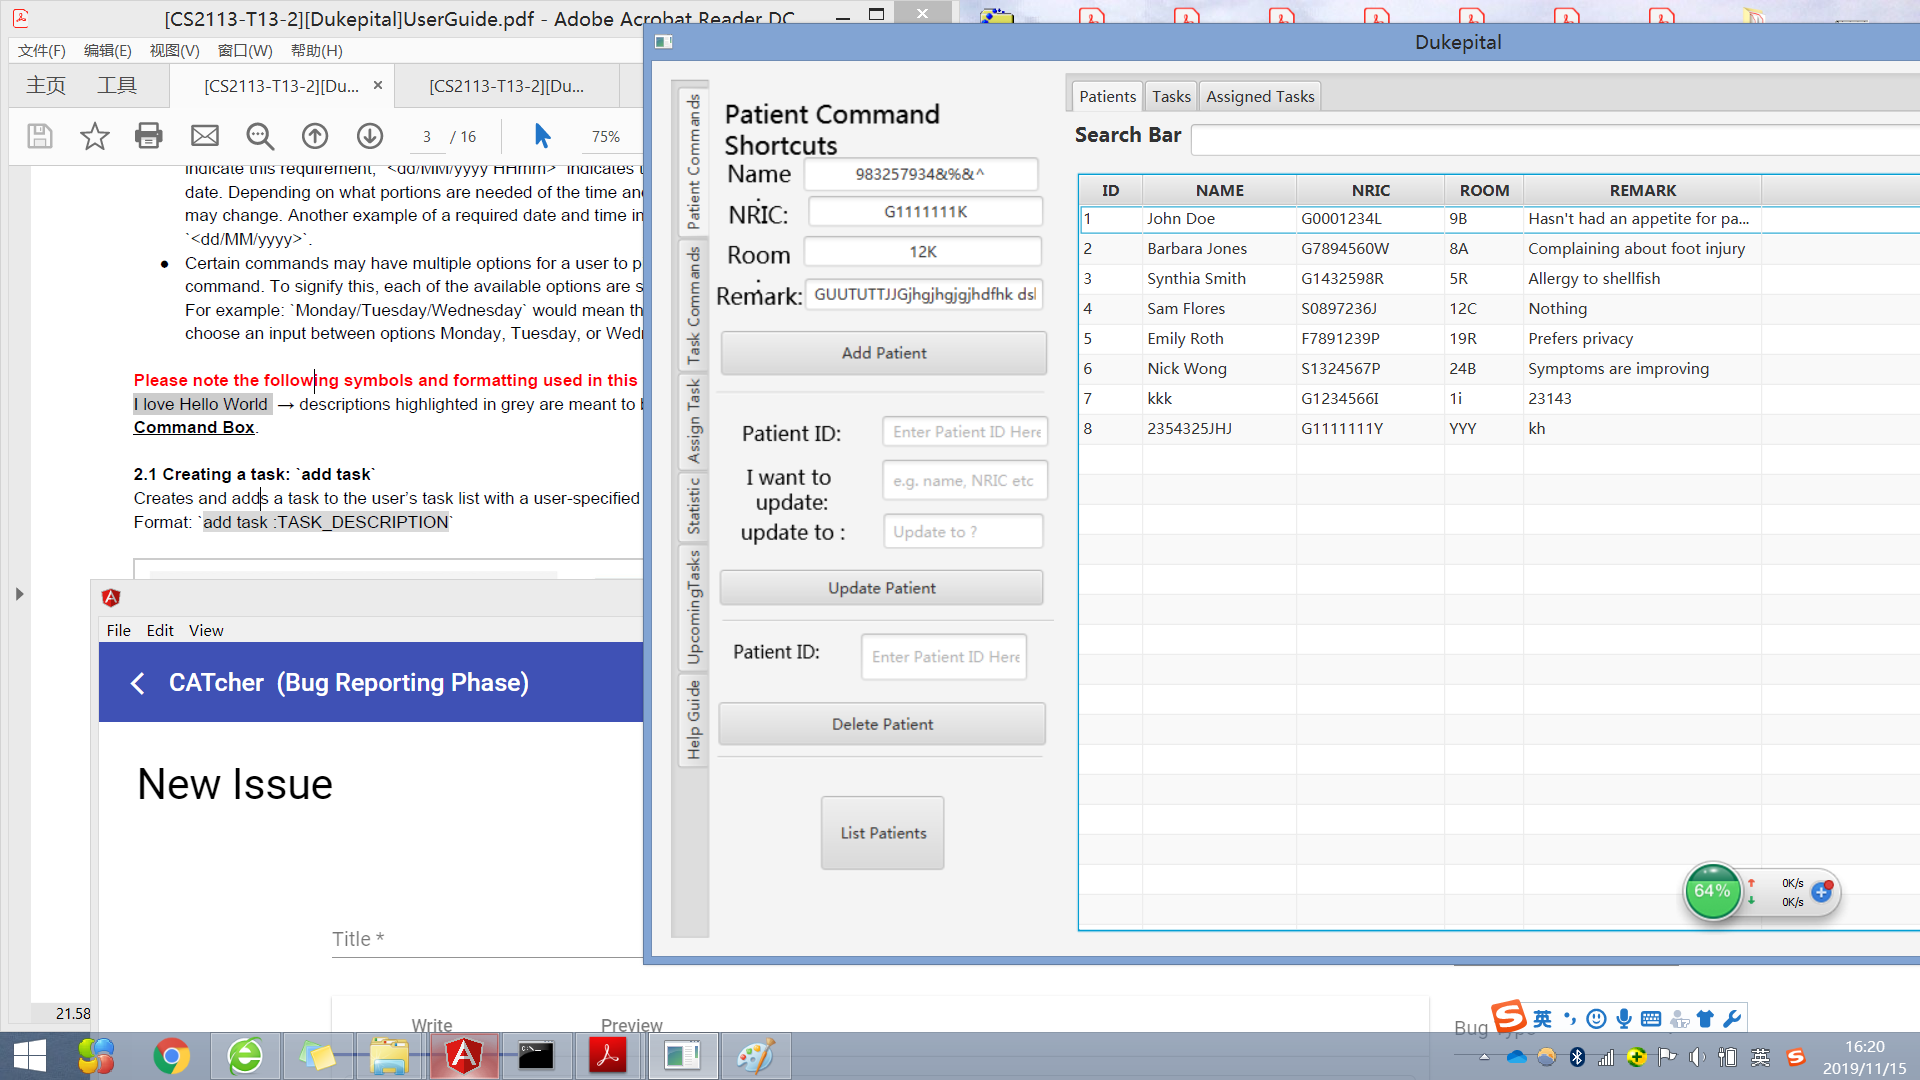 [CS2113-T13-2][Dukepital]UserGuide.pdf - Adobe Acrobat Reader DC
文件(F) 编辑(E) 视图(V) 窗口(W) 帮助(H)
主页 工具 [CS2113-T13-2][Du... × [CS2113-T13-2][Du...
3 / 16 75%
indicate this requirement, `<dd/MM/yyyy HHmm>` indicates t
date. Depending on what portions are needed of the time and
may change. Another example of a required date and time in
`<dd/MM/yyyy>`.
● Certain commands may have multiple options for a user to p
command. To signify this, each of the available options are s
For example: `Monday/Tuesday/Wednesday` would mean th
choose an input between options Monday, Tuesday, or Wedn
Please note the following symbols and formatting used in this
I love Hello World → descriptions highlighted in grey are meant to b
Command Box.
2.1 Creating a task: `add task`
Creates and adds a task to the user's task list with a user-specified
Format: `add task :TASK_DESCRIPTION`
21.58
File Edit View
CATcher (Bug Reporting Phase)
New Issue
Title *
Write Preview
Bug
Dukepital
Patient Commands
Task Commands
Assign Task
Statistic
UpcomingTasks
Help Guide
Patient Command
Shortcuts
Name : 983257934&%&^
NRIC: G1111111K
Room : 12K
Remark: GUUTUTTJJGjhgjhgjgjhdfhk dsl
Add Patient
Patient ID: Enter Patient ID Here
I want to
update: e.g. name, NRIC etc
update to : Update to ?
Update Patient
Patient ID: Enter Patient ID Here
Delete Patient
List Patients
Patients Tasks Assigned Tasks
Search Bar
ID NAME NRIC ROOM REMARK
1 John Doe G0001234L 9B Hasn't had an appetite for pa...
2 Barbara Jones G7894560W 8A Complaining about foot injury
3 Synthia Smith G1432598R 5R Allergy to shellfish
4 Sam Flores S0897236J 12C Nothing
5 Emily Roth F7891239P 19R Prefers privacy
6 Nick Wong S1324567P 24B Symptoms are improving
7 kkk G1234566I 1i 23143
8 2354325JHJ G1111111Y YYY kh
64% 0K/s
0K/s
英
英
16:20
2019/11/15